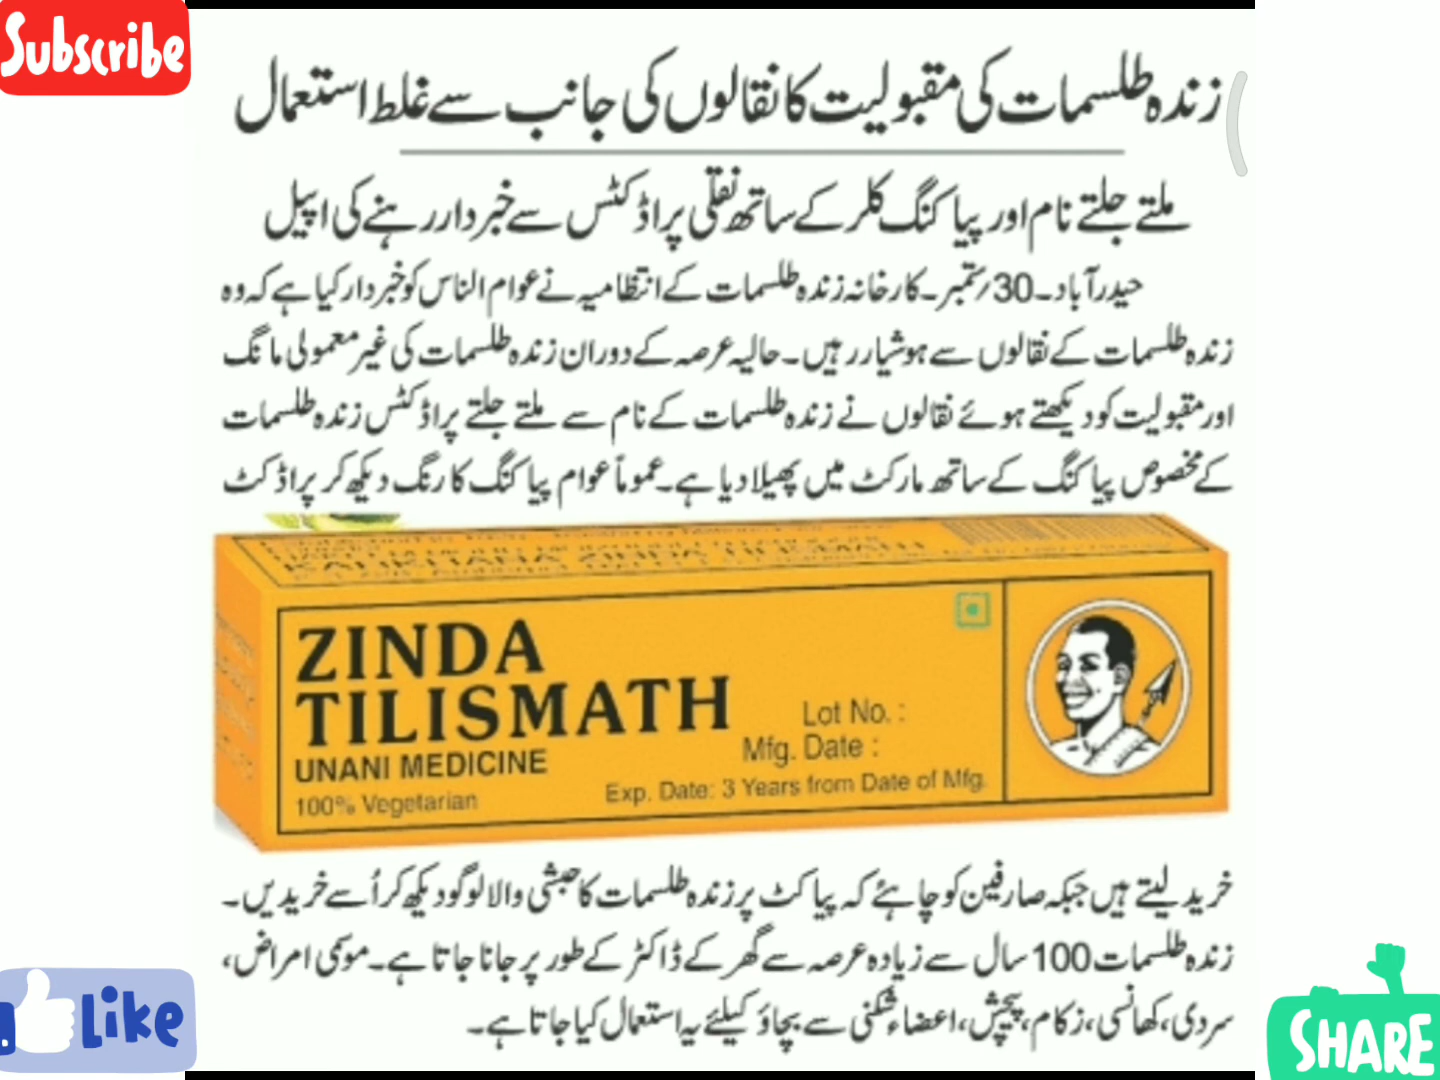 Subscribe
زندہ طلسمات کی مقبولیت کا نقالوں کی جانب سے غلط استعمال
ملتے جلتے نام اور پیاکنگ کلر کے ساتھ نقلی پراڈکٹس سے خبردار رہنے کی اپیل
حیدرآباد۔30؍ستمبر۔کارخانہ زندہ طلسمات کے انتظامیہ نے عوام الناس کو خبردار کیا ہے کہ وہ
زندہ طلسمات کے نقالوں سے ہوشیار رہیں۔ حالیہ عرصہ کے دوران زندہ طلسمات کی غیر معمولی مانگ
اور مقبولیت کو دیکھتے ہوئے نقالوں نے زندہ طلسمات کے نام سے ملتے جلتے پراڈکٹس زندہ طلسمات
کے مخصوص پیاکنگ کے ساتھ مارکٹ میں پھیلا دیا ہے۔عموماً عوام پیاکنگ کا رنگ دیکھ کر پراڈکٹ
KARKHANA ZINDA TILISMATH
ZINDA
TILISMATH
UNANI MEDICINE
100% Vegetarian
Lot No. :
Mfg. Date :
Exp. Date: 3 Years from Date of Mfg.
خرید لیتے ہیں جبکہ صارفین کو چاہئے کہ پیاکٹ پر زندہ طلسمات کا حبشی والا لوگو دیکھ کر اُسے خریدیں۔
زندہ طلسمات 100 سال سے زیادہ عرصہ سے گھر کے ڈاکٹر کے طور پر جانا جاتا ہے۔ موسمی امراض،
سردی، کھانسی، زکام، پیچش، اعضاء شکنی سے بچاؤ کیلئے یہ استعمال کیا جاتا ہے۔
Like
SHARE